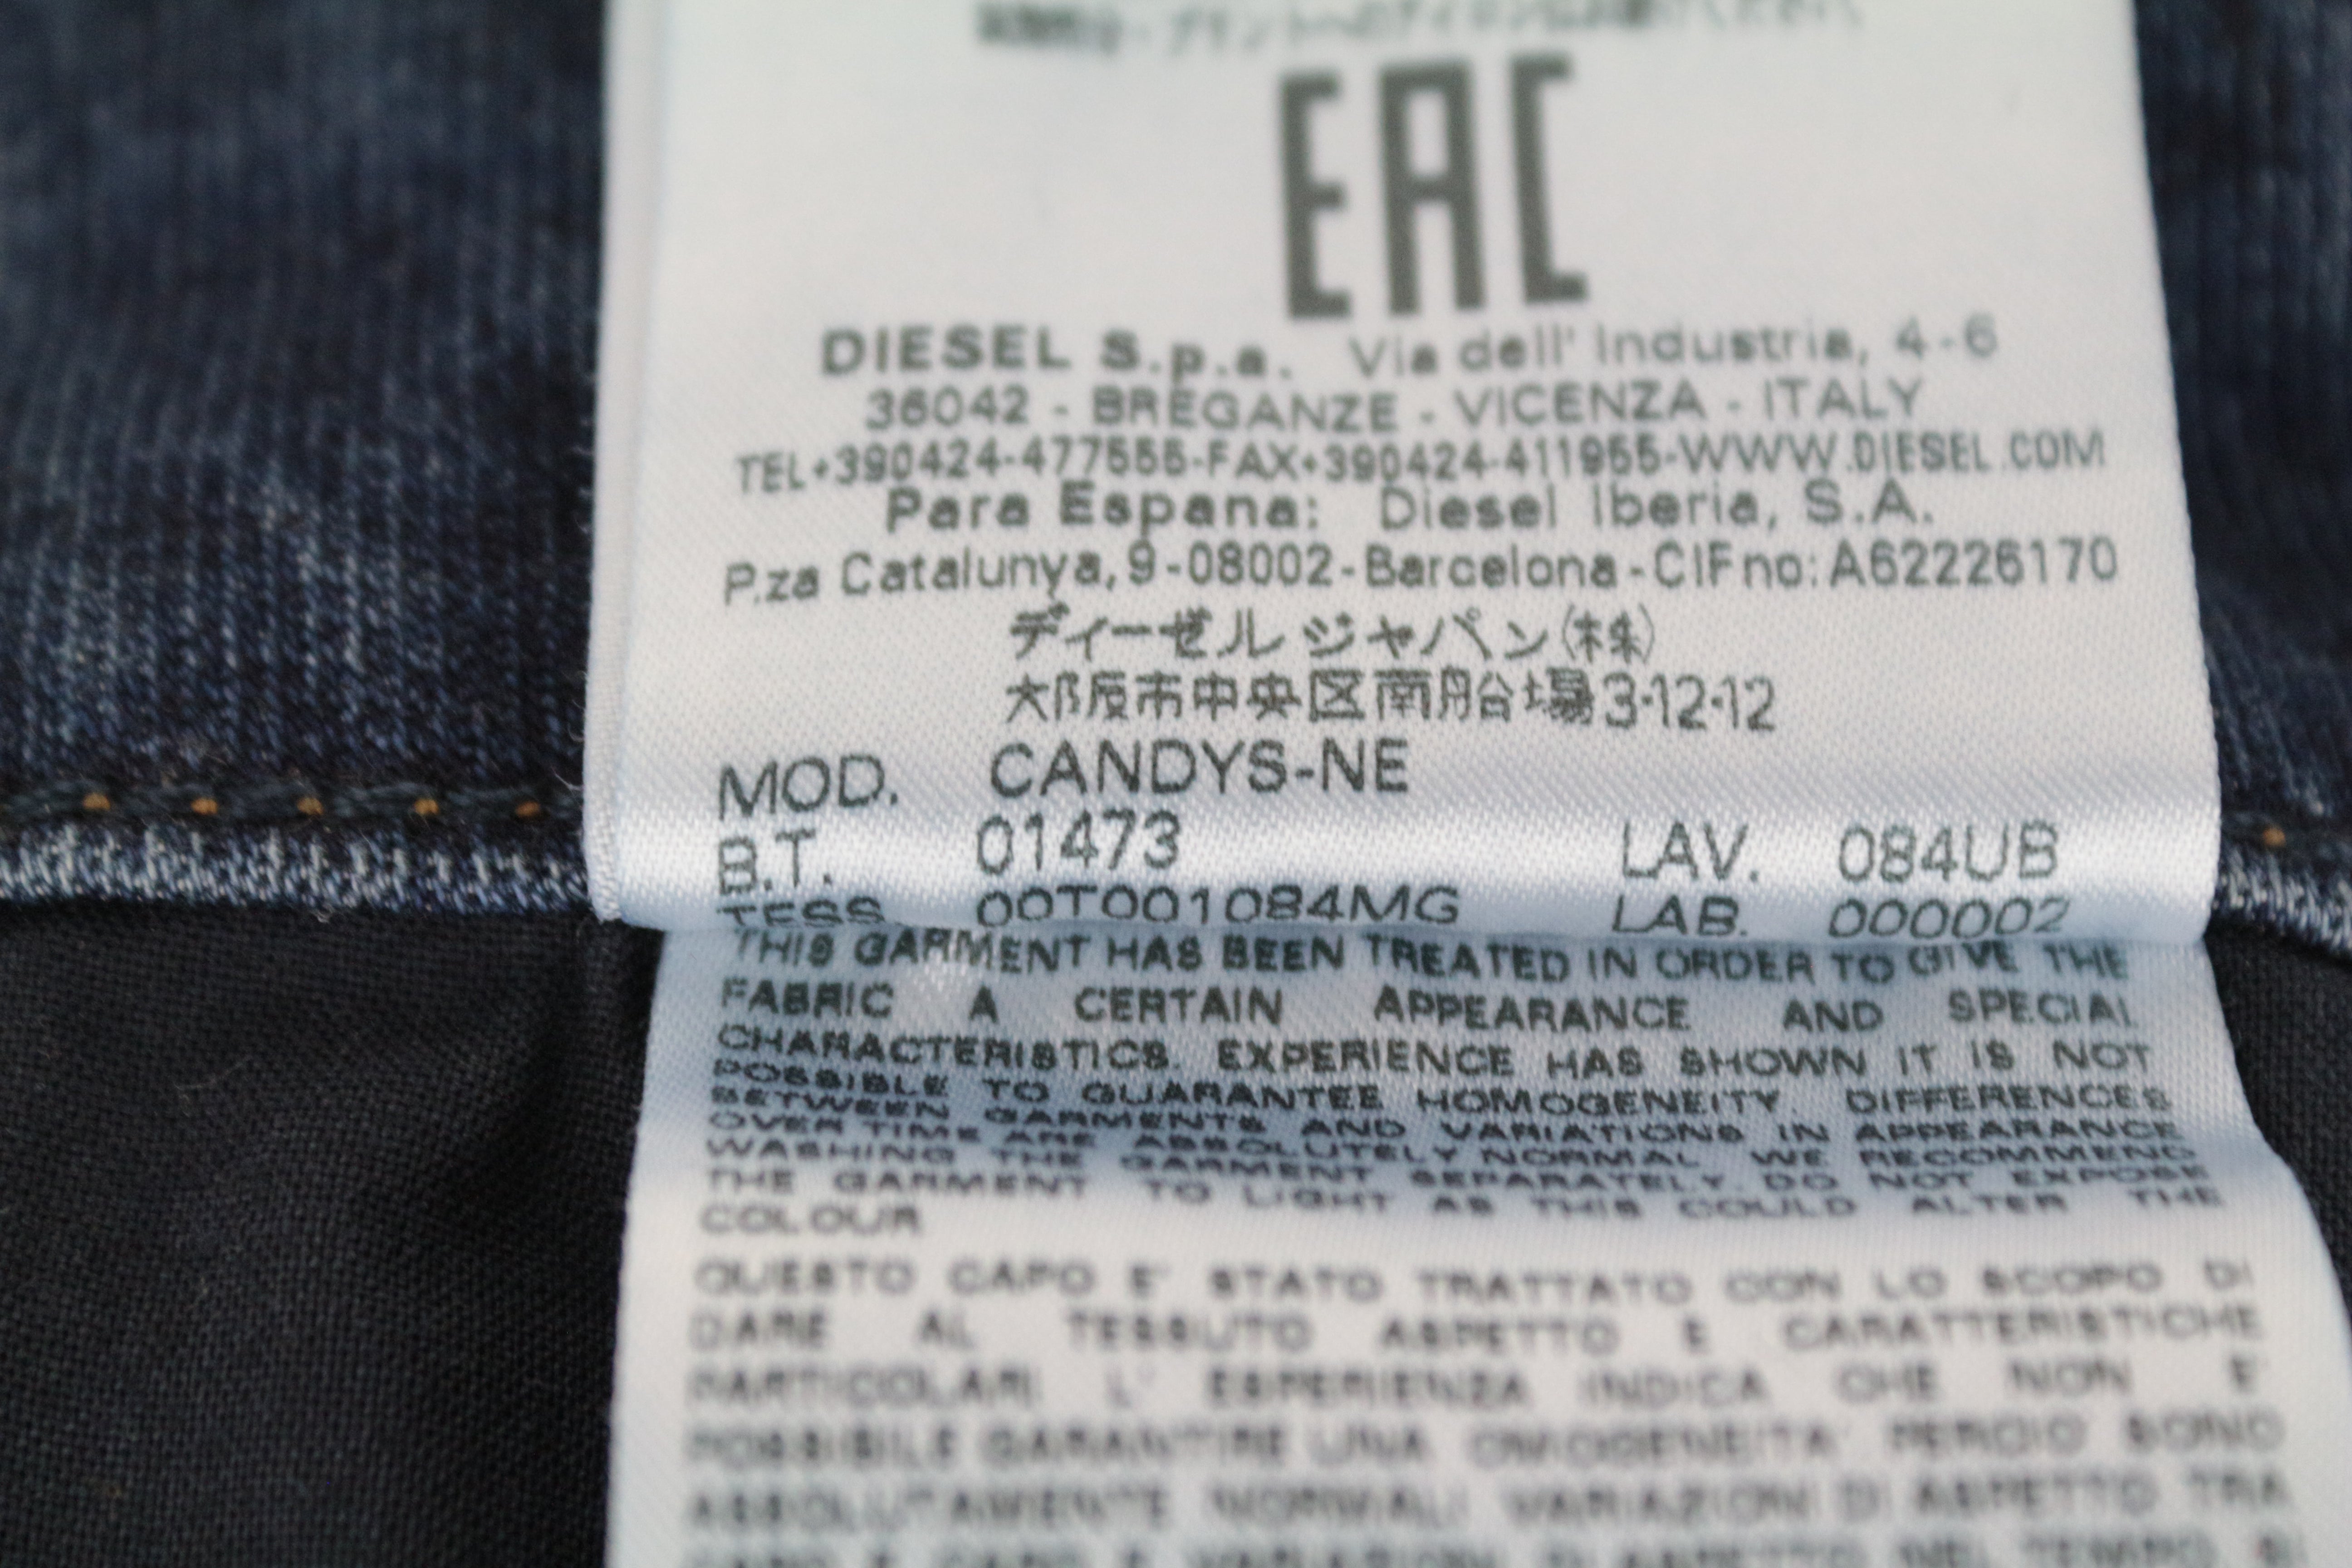 EAC
DIESEL S.p.a. Via dell' Industria, 4-6
36042 - BREGANZE - VICENZA - ITALY
TEL+390424-477555-FAX+390424-411955-WWW.DIESEL.COM
Para Espana: Diesel Iberia, S.A.
P.za Catalunya, 9-08002-Barcelona-CIF no: A62226170
ディーゼル ジャパン(株)
大阪市中央区南船場3-12-12
MOD. CANDYS-NE
B.T. 01473 LAV. 084UB
TESS. 00T001084MG LAB. 000002
THIS GARMENT HAS BEEN TREATED IN ORDER TO GIVE THE
FABRIC A CERTAIN APPEARANCE AND SPECIAL
CHARACTERISTICS. EXPERIENCE HAS SHOWN IT IS NOT
POSSIBLE TO GUARANTEE HOMOGENEITY. DIFFERENCES
BETWEEN GARMENTS AND VARIATIONS IN APPEARANCE
OVER TIME ARE ABSOLUTELY NORMAL. WE RECOMMEND
WASHING THE GARMENT SEPARATELY. DO NOT EXPOSE
THE GARMENT TO LIGHT AS THIS COULD ALTER THE
COLOUR
QUESTO CAPO E' STATO TRATTATO CON LO SCOPO DI
DARE AL TESSUTO ASPETTO E CARATTERISTICHE
PARTICOLARI L' ESPERIENZA INDICA CHE NON E'
POSSIBILE GARANTIRE UNA OMOGENEITA' PERCIO' SONO
ABSOLUTAMENTE NORMALI VARIAZIONI DI ASPETTO TRA